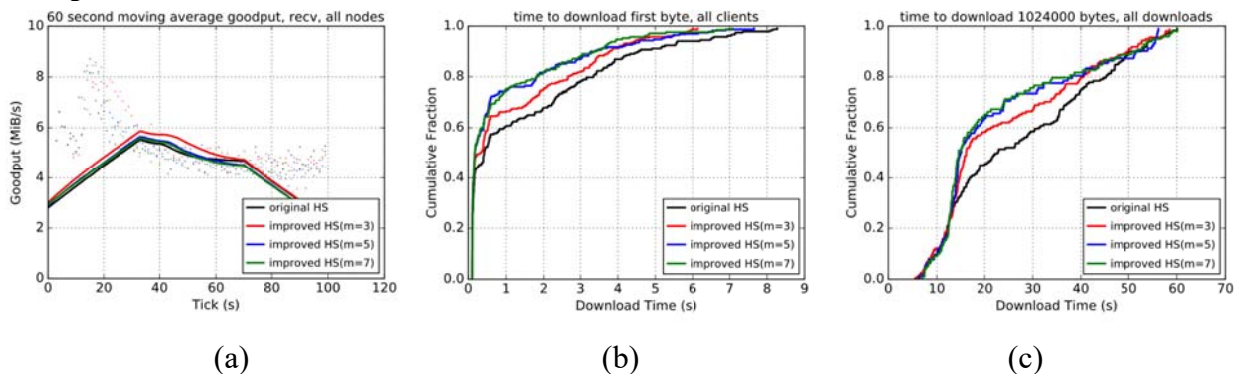 60 second moving average goodput, recv, all nodes
Goodput (MiB/s)
10
8
6
4
2
0
0 20 40 60 80 100 120
Tick (s)
original HS
improved HS(m=3)
improved HS(m=5)
improved HS(m=7)
(a)
time to download first byte, all clients
Cumulative Fraction
1.0
0.8
0.6
0.4
0.2
0.0
0 1 2 3 4 5 6 7 8 9
Download Time (s)
original HS
improved HS(m=3)
improved HS(m=5)
improved HS(m=7)
(b)
time to download 1024000 bytes, all downloads
Cumulative Fraction
1.0
0.8
0.6
0.4
0.2
0.0
0 10 20 30 40 50 60 70
Download Time (s)
original HS
improved HS(m=3)
improved HS(m=5)
improved HS(m=7)
(c)